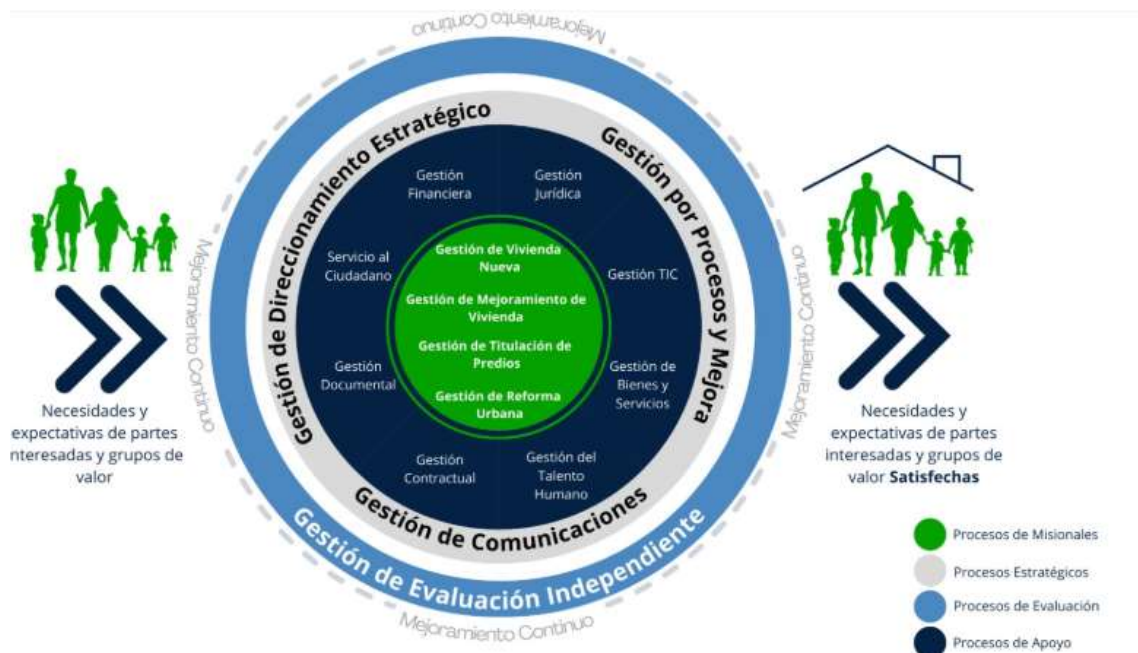 Mejoramiento Continuo
Gestión de Direccionamiento Estratégico
Gestión por Procesos y Mejora
Gestión
Financiera
Gestión
Jurídica
Servicio al
Ciudadano
Gestión de Vivienda
Nueva
Gestión TIC
Gestión de Mejoramiento de
Vivienda
Gestión de Titulación de
Predios
Gestión
Documental
Gestión de
Bienes y
Servicios
Gestión de Reforma
Urbana
Gestión
Contractual
Gestión del
Talento
Humano
Gestión de Comunicaciones
Gestión de Evaluación Independiente
Mejoramiento Continuo
Mejoramiento Continuo
Mejoramiento Continuo
Necesidades y
expectativas de partes
nteresadas y grupos de
valor
Necesidades y
expectativas de partes
interesadas y grupos de
valor Satisfechas
Procesos de Misionales
Procesos Estratégicos
Procesos de Evaluación
Procesos de Apoyo